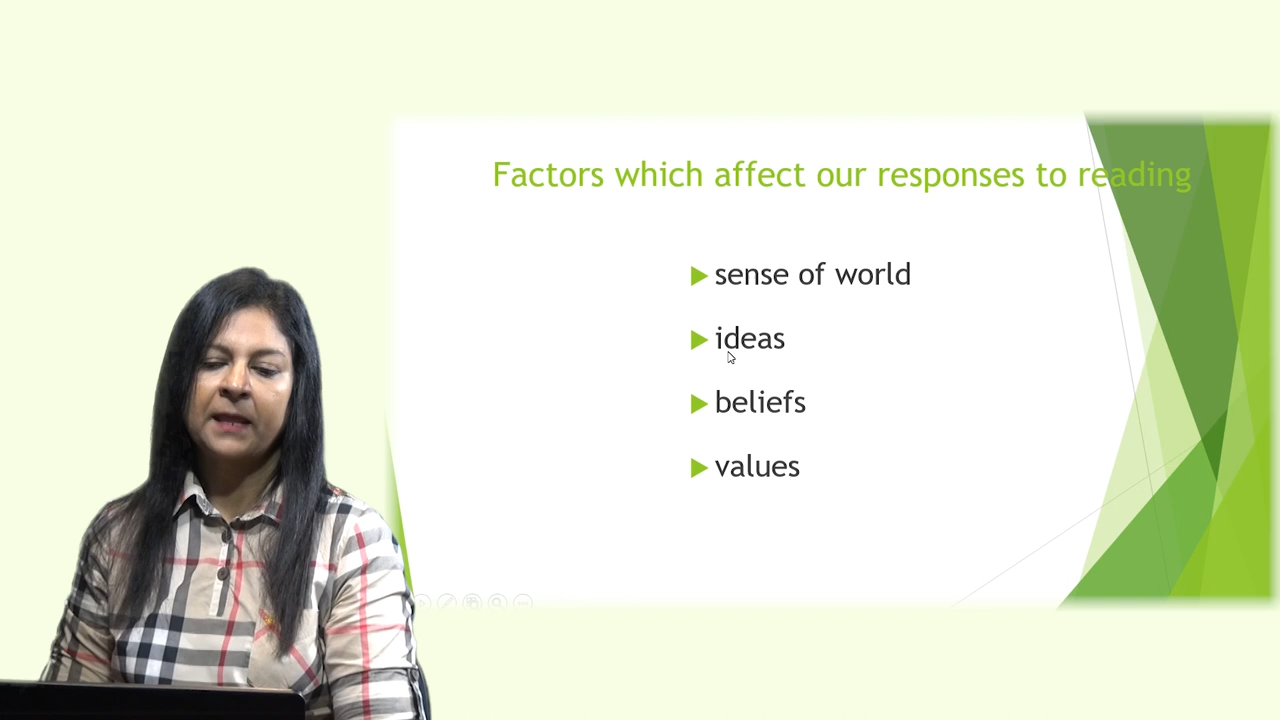 Factors which affect our responses to reading
sense of world
ideas
beliefs
values